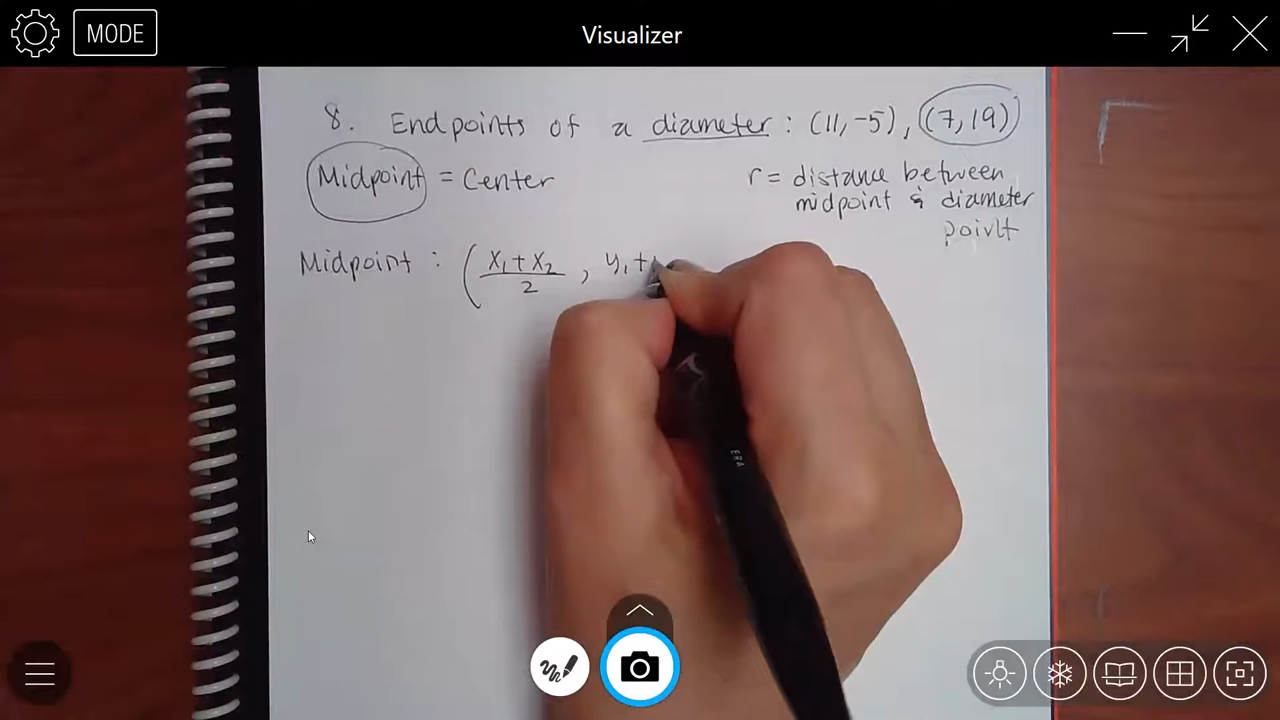 MODE
Visualizer
8. Endpoints of a diameter : (11, -5), (7, 19)
Midpoint = Center
r = distance between
midpoint & diameter
point
Midpoint : ( x₁ + x₂ / 2 , y₁ +
ERA